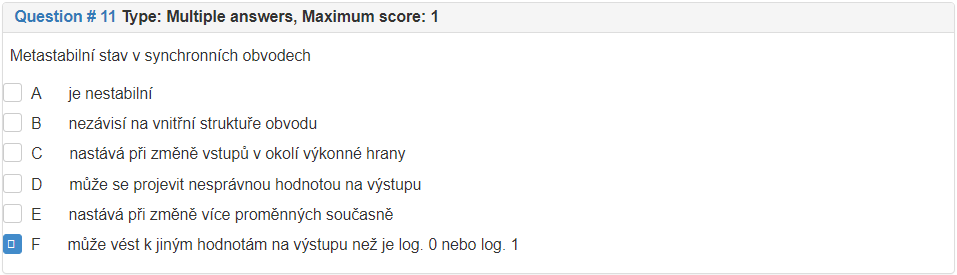 Question # 11 Type: Multiple answers, Maximum score: 1
Metastabilní stav v synchronních obvodech
A je nestabilní
B nezávisí na vnitřní struktuře obvodu
C nastává při změně vstupů v okolí výkonné hrany
D může se projevit nesprávnou hodnotou na výstupu
E nastává při změně více proměnných současně
F může vést k jiným hodnotám na výstupu než je log. 0 nebo log. 1